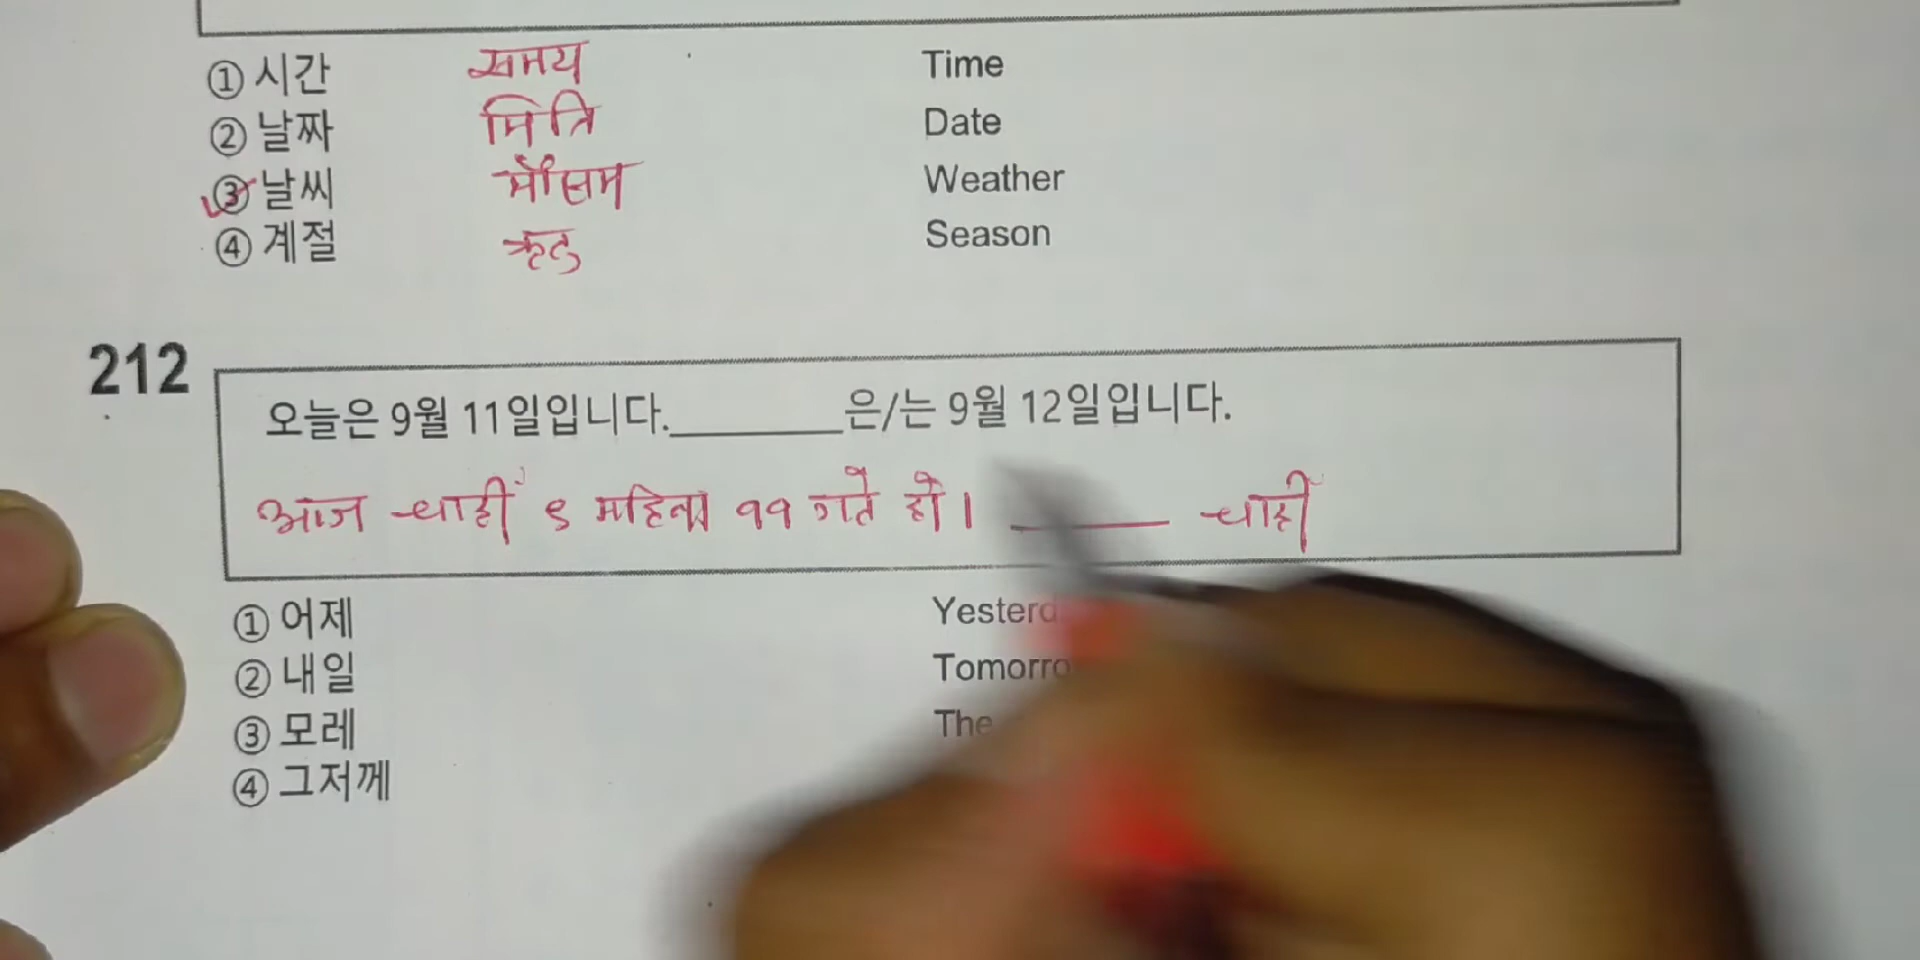 ① 시간 समय Time
② 날짜 मिति Date
③ 날씨 मौसम Weather
④ 계절 ऋतु Season
212
오늘은 9월 11일입니다.________은/는 9월 12일입니다.
आज चाहीँ ९ महिना ११ गते हो। ______ चाहीँ
① 어제 Yesterd
② 내일 Tomorro
③ 모레 The
④ 그저께